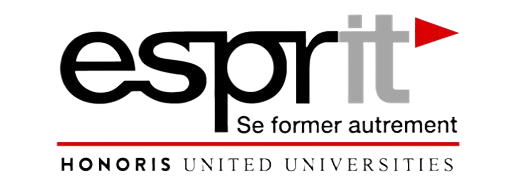 esprit
Se former autrement
HONORIS UNITED UNIVERSITIES